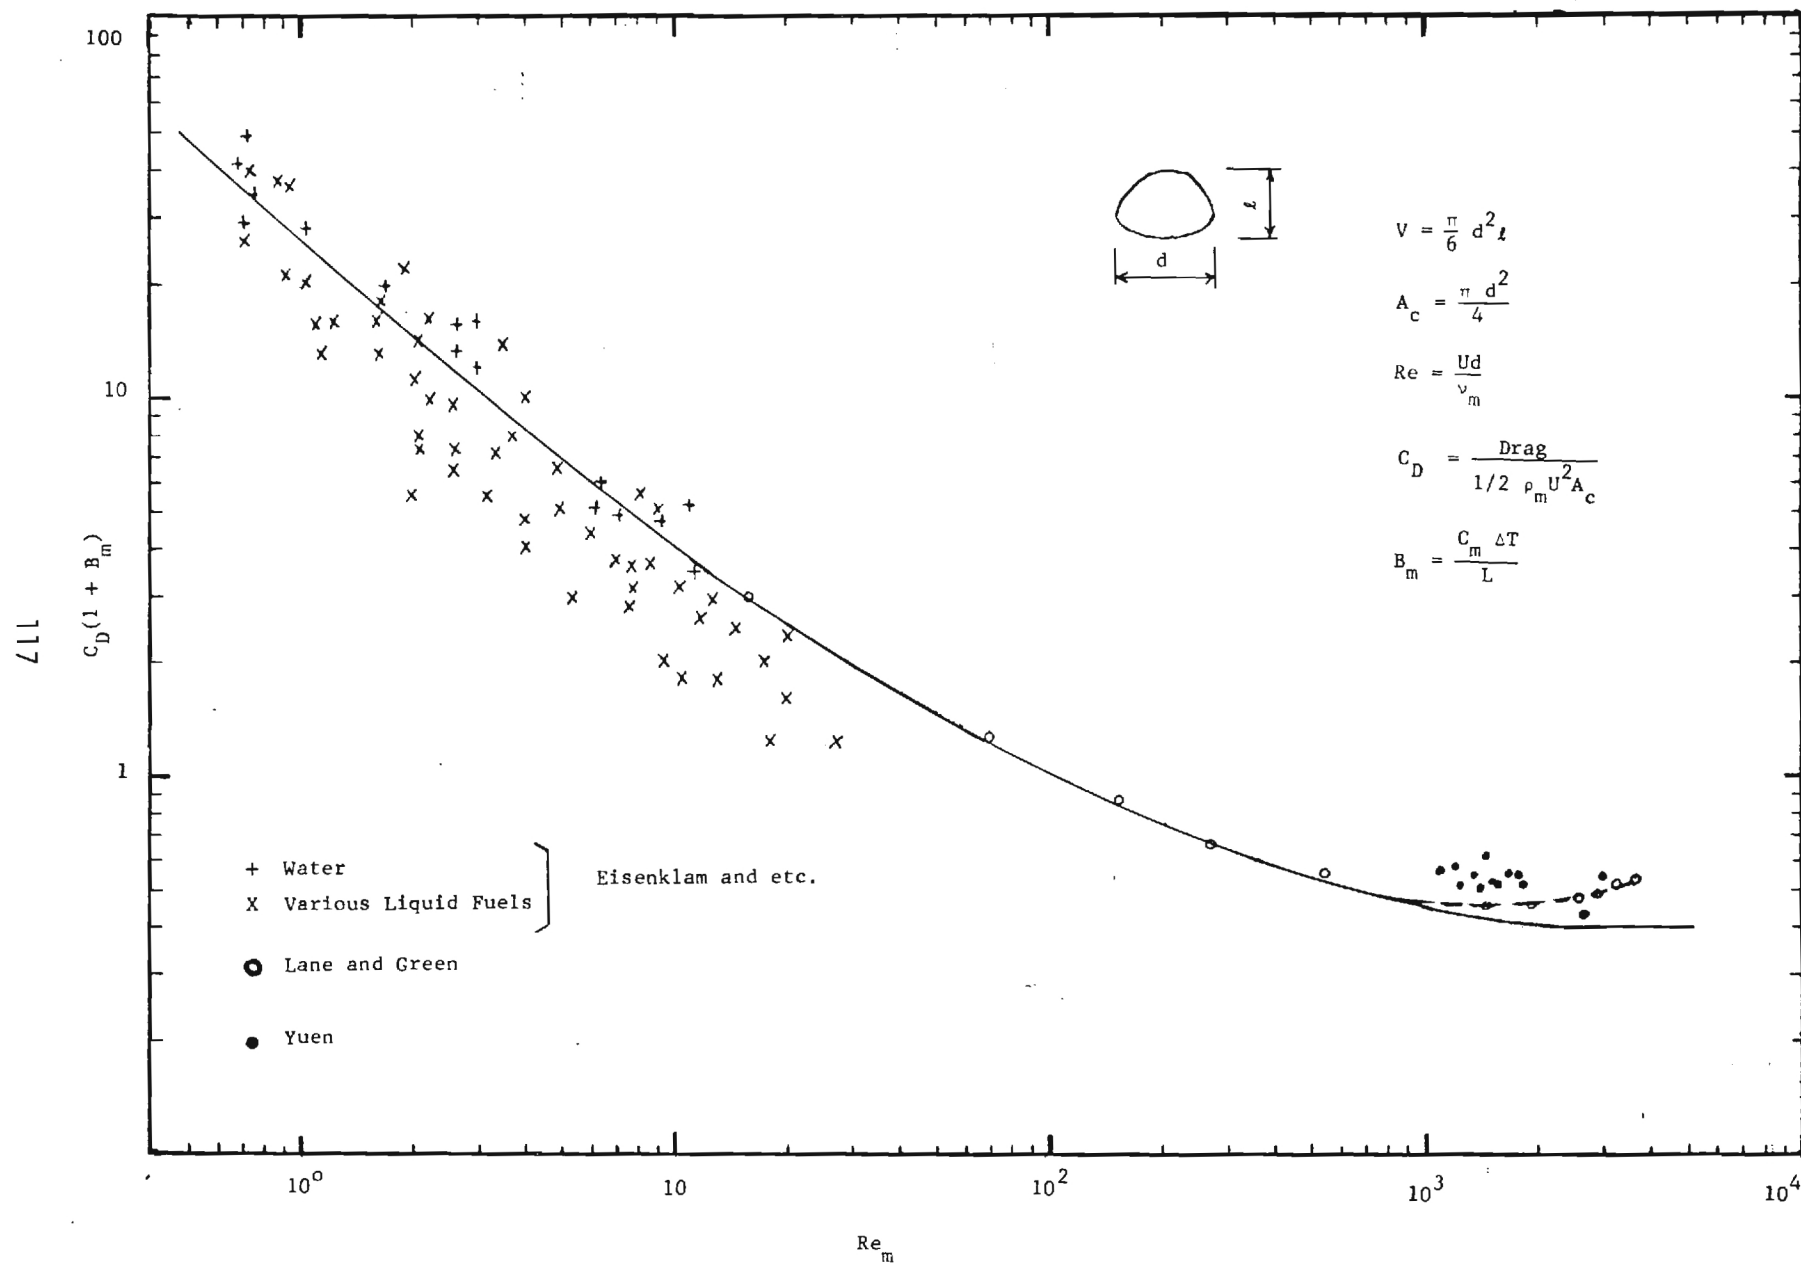 100
10
1
117
C_D(1 + B_m)
ℓ
d
V = π/6 d²ℓ
A_c = π d²/4
Re = Ud/ν_m
C_D = Drag/1/2 ρ_m U² A_c
B_m = C_m ΔT/L
+ Water
x Various Liquid Fuels
Eisenklam and etc.
Lane and Green
Yuen
10⁰ 10 10² 10³ 10⁴
Re_m